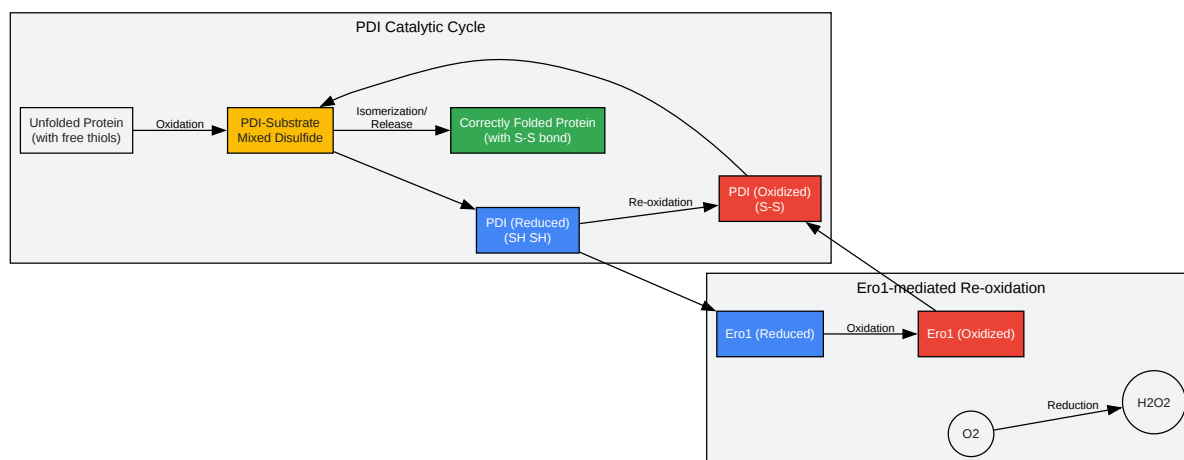 PDI Catalytic Cycle
Unfolded Protein
(with free thiols)
Oxidation
PDI-Substrate
Mixed Disulfide
Isomerization/
Release
Correctly Folded Protein
(with S-S bond)
PDI (Reduced)
(SH SH)
Re-oxidation
PDI (Oxidized)
(S-S)
Ero1-mediated Re-oxidation
Ero1 (Reduced)
Oxidation
Ero1 (Oxidized)
O2
Reduction
H2O2